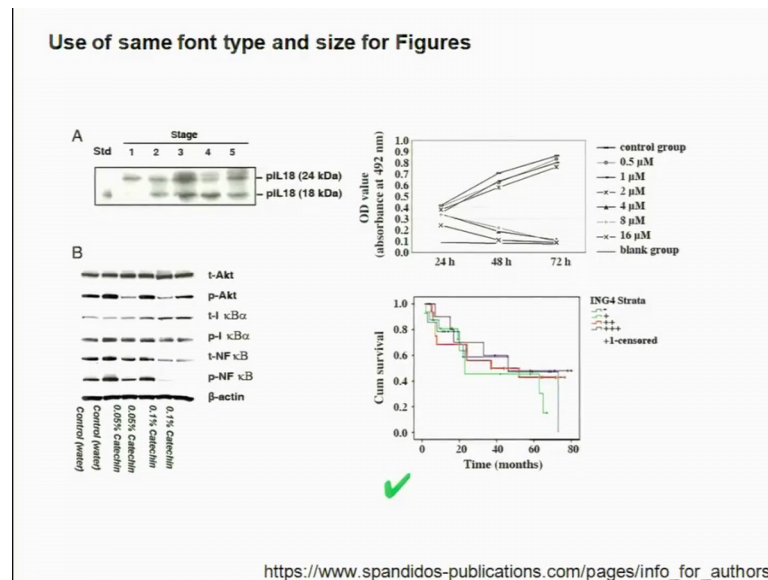 Use of same font type and size for Figures
A
Stage
Std 1 2 3 4 5
pIL18 (24 kDa)
pIL18 (18 kDa)
B
t-Akt
p-Akt
t-I κBα
p-I κBα
t-NF κB
p-NF κB
β-actin
Control (water)
Control (water)
0.05% Catechin
0.05% Catechin
0.1% Catechin
0.1% Catechin
OD value
(absorbance at 492 nm)
1.0
0.9
0.8
0.7
0.6
0.5
0.4
0.3
0.2
0.1
0.0
24 h 48 h 72 h
control group
0.5 µM
1 µM
2 µM
4 µM
8 µM
16 µM
blank group
Cum survival
1.0
0.8
0.6
0.4
0.2
0.0
0 20 40 60 80
Time (months)
ING4 Strata
-
+
++
+++
+1-censored
https://www.spandidos-publications.com/pages/info_for_authors